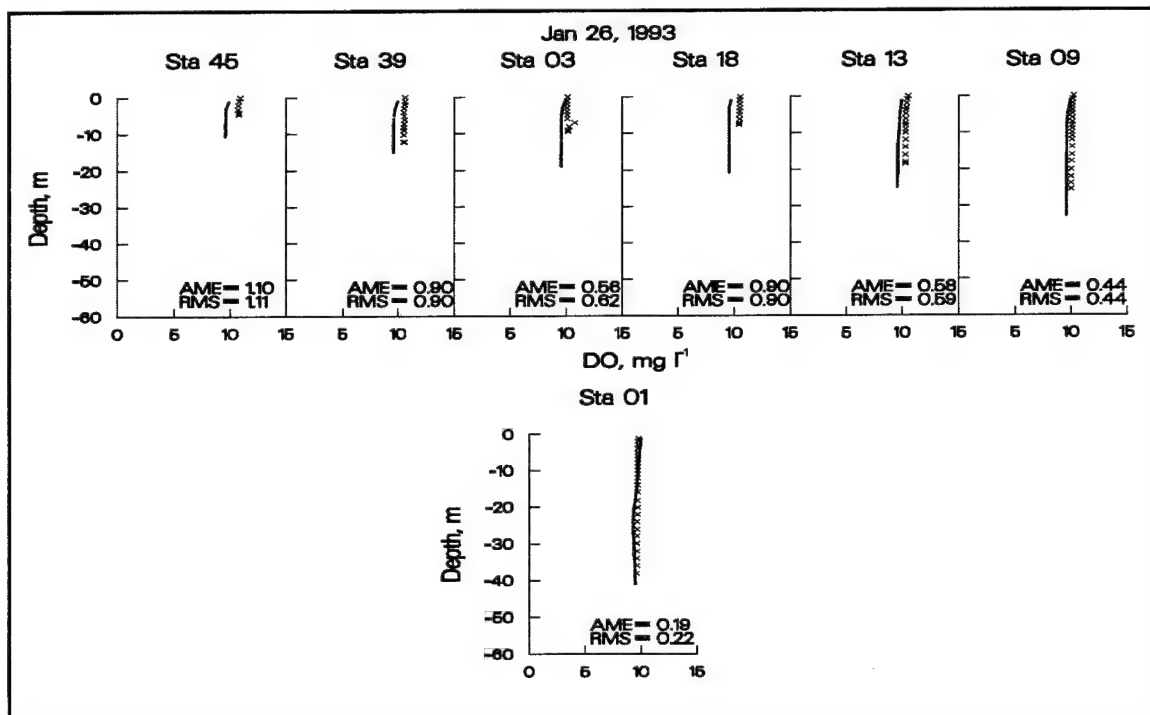 Jan 26, 1993
Sta 45 Sta 39 Sta 03 Sta 18 Sta 13 Sta 09
Depth, m
0
-10
-20
-30
-40
-50
-60
AME= 1.10
RMS= 1.11
AME= 0.90
RMS= 0.90
AME= 0.56
RMS= 0.62
AME= 0.90
RMS= 0.90
AME= 0.58
RMS= 0.59
AME= 0.44
RMS= 0.44
0 5 10 15 5 10 15 5 10 15 5 10 15 5 10 15 5 10 15
DO, mg l¹
Sta 01
Depth, m
0
-10
-20
-30
-40
-50
-60
AME= 0.19
RMS= 0.22
0 5 10 15